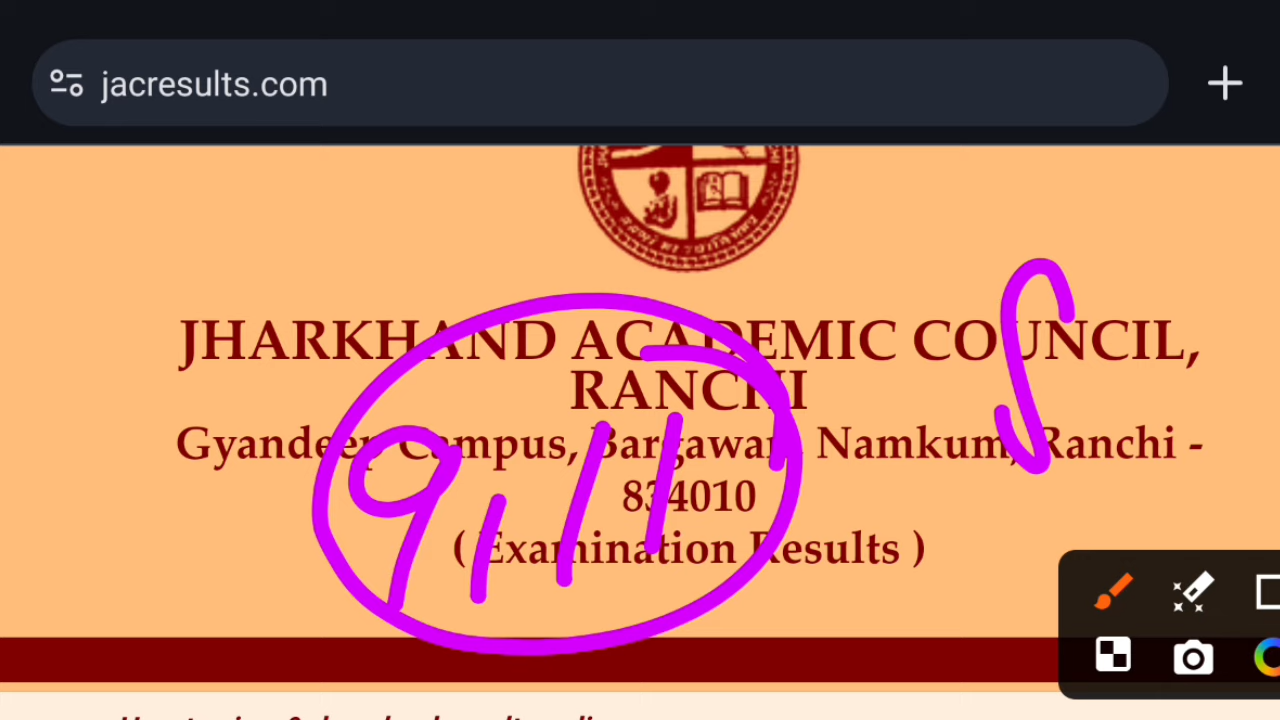 jacresults.com
JHARKHAND ACADEMIC COUNCIL,
RANCHI
Gyandeep Campus, Bargawan, Namkum, Ranchi -
834010
( Examination Results )
9,11